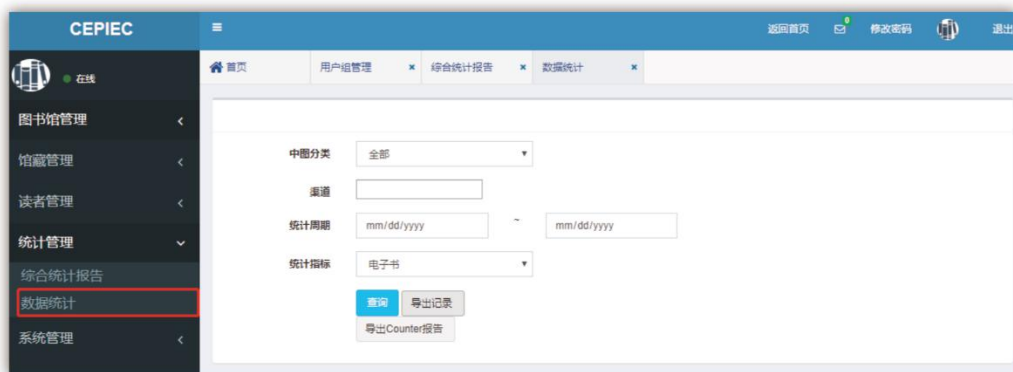 CEPIEC
返回首页
0
修改密码
退出
在线
首页 用户组管理 × 综合统计报告 × 数据统计 ×
图书馆管理
馆藏管理
读者管理
统计管理
综合统计报告
数据统计
系统管理
中图分类 全部
渠道
统计周期 mm/dd/yyyy ~ mm/dd/yyyy
统计指标 电子书
查询 导出记录
导出Counter报告